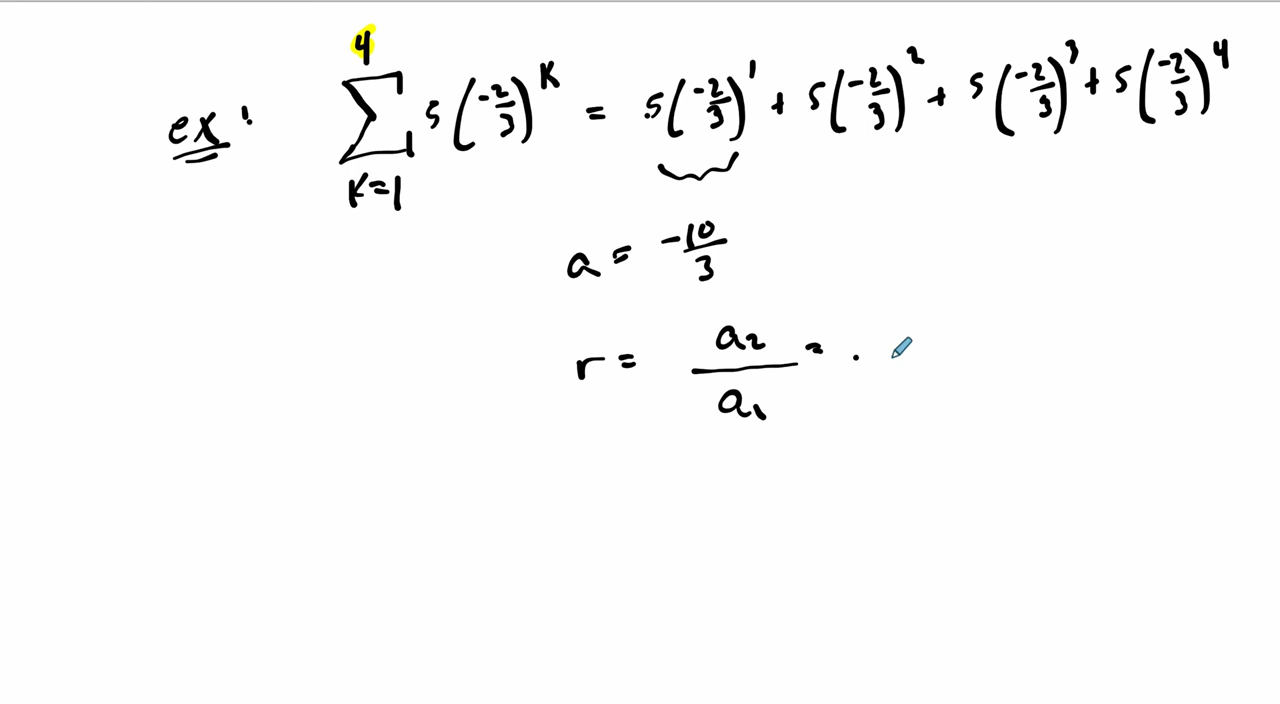 ex: ∑_{K=1}^{4} 5(-2/3)^K = 5(-2/3)^1 + 5(-2/3)^2 + 5(-2/3)^3 + 5(-2/3)^4
a = -10/3
r = a2/a1 = .